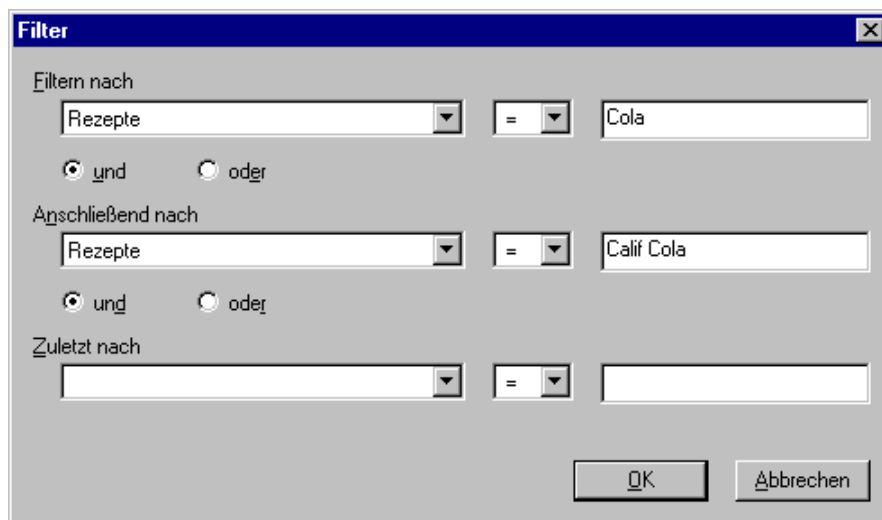 Filter
Filtern nach
Rezepte = Cola
und oder
Anschließend nach
Rezepte = Calif Cola
und oder
Zuletzt nach
=
OK Abbrechen